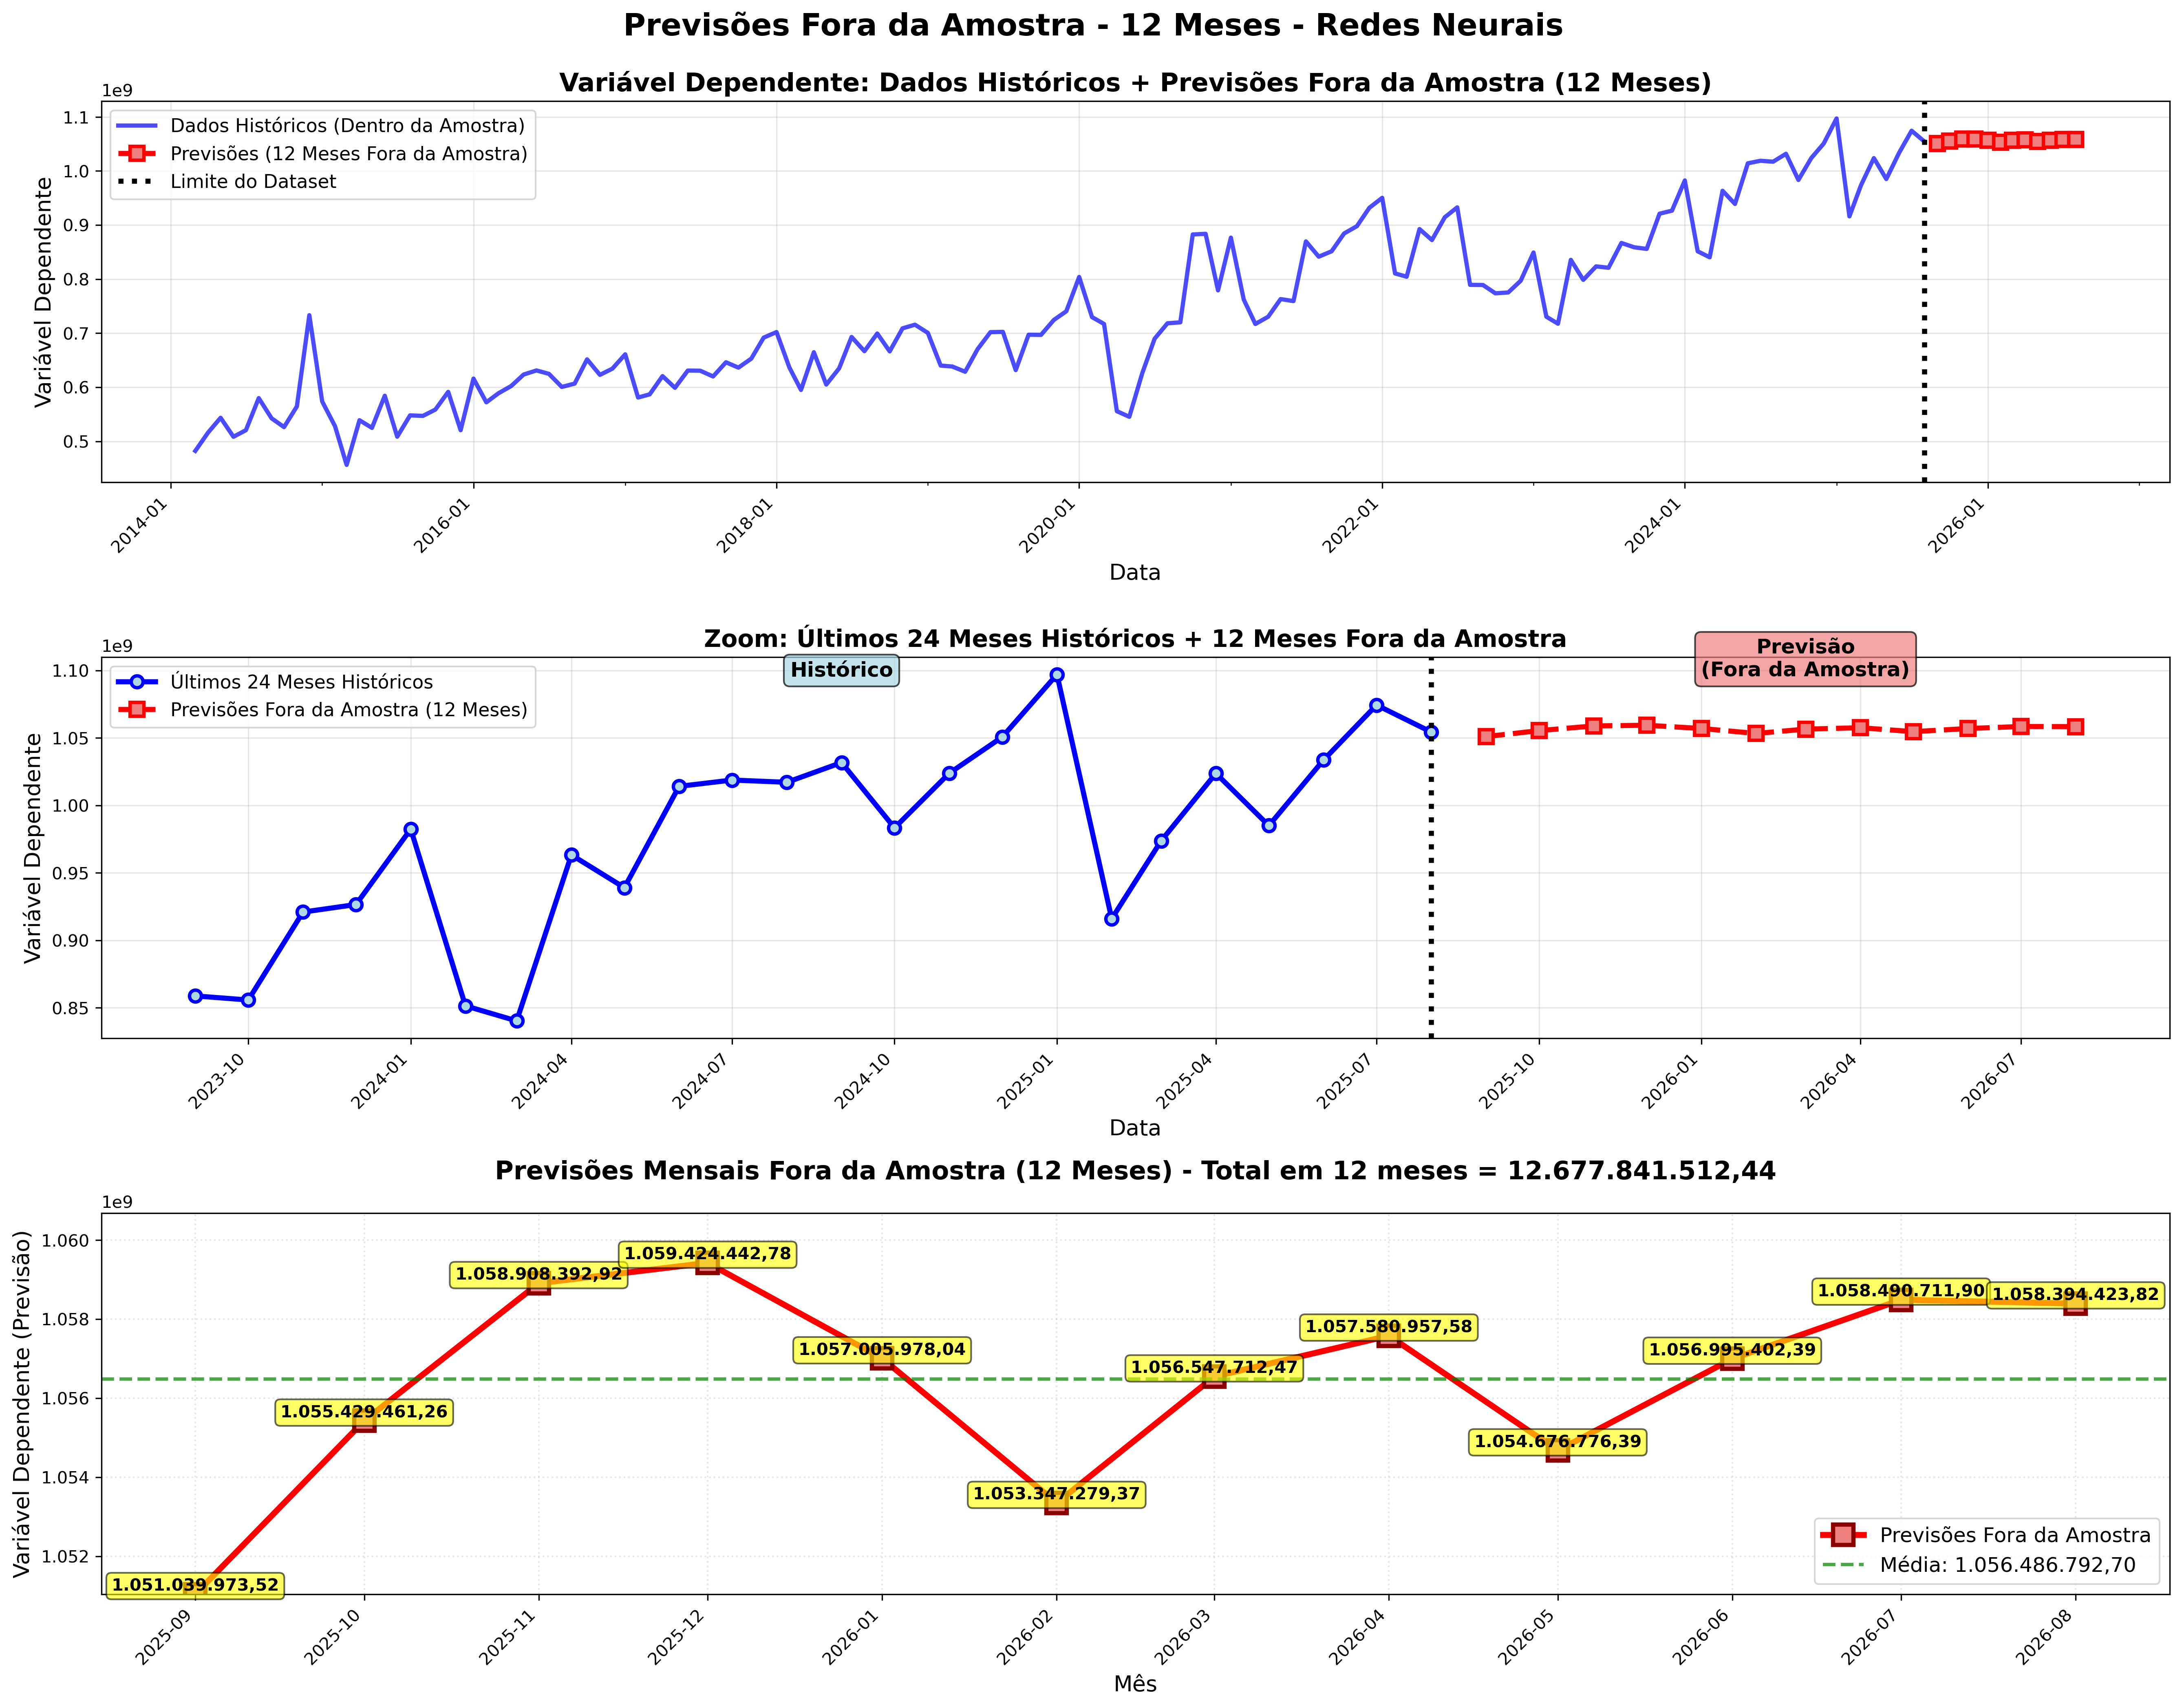 Previsões Fora da Amostra - 12 Meses - Redes Neurais
Variável Dependente: Dados Históricos + Previsões Fora da Amostra (12 Meses)
1e9
Dados Históricos (Dentro da Amostra)
Previsões (12 Meses Fora da Amostra)
Limite do Dataset
Variável Dependente
1.1
1.0
0.9
0.8
0.7
0.6
0.5
2014-01
2016-01
2018-01
2020-01
2022-01
2024-01
2026-01
Data
Zoom: Últimos 24 Meses Históricos + 12 Meses Fora da Amostra
1e9
Últimos 24 Meses Históricos
Previsões Fora da Amostra (12 Meses)
Histórico
Previsão
(Fora da Amostra)
Variável Dependente
1.10
1.05
1.00
0.95
0.90
0.85
2023-10
2024-01
2024-04
2024-07
2024-10
2025-01
2025-04
2025-07
2025-10
2026-01
2026-04
2026-07
Data
Previsões Mensais Fora da Amostra (12 Meses) - Total em 12 meses = 12.677.841.512,44
1e9
Variável Dependente (Previsão)
1.060
1.058
1.056
1.054
1.052
1.051.039.973,52
1.055.429.461,26
1.058.908.392,92
1.059.424.442,78
1.057.005.978,04
1.053.347.279,37
1.056.547.712,47
1.057.580.957,58
1.054.676.776,39
1.056.995.402,39
1.058.490.711,90
1.058.394.423,82
Previsões Fora da Amostra
Média: 1.056.486.792,70
2025-09
2025-10
2025-11
2025-12
2026-01
2026-02
2026-03
2026-04
2026-05
2026-06
2026-07
2026-08
Mês